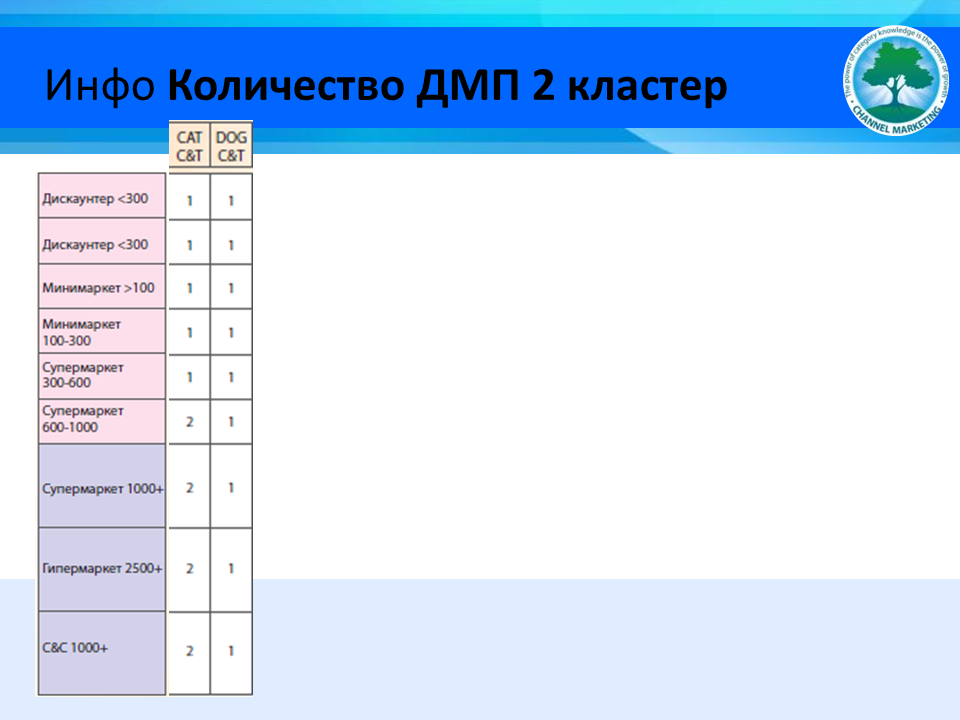 Инфо Количество ДМП 2 кластер
The power of category knowledge is the power of growth
CHANNEL MARKETING
CAT C&T DOG C&T
Дискаунтер <300 1 1
Дискаунтер <300 1 1
Минимаркет >100 1 1
Минимаркет 100-300 1 1
Супермаркет 300-600 1 1
Супермаркет 600-1000 2 1
Супермаркет 1000+ 2 1
Гипермаркет 2500+ 2 1
C&C 1000+ 2 1